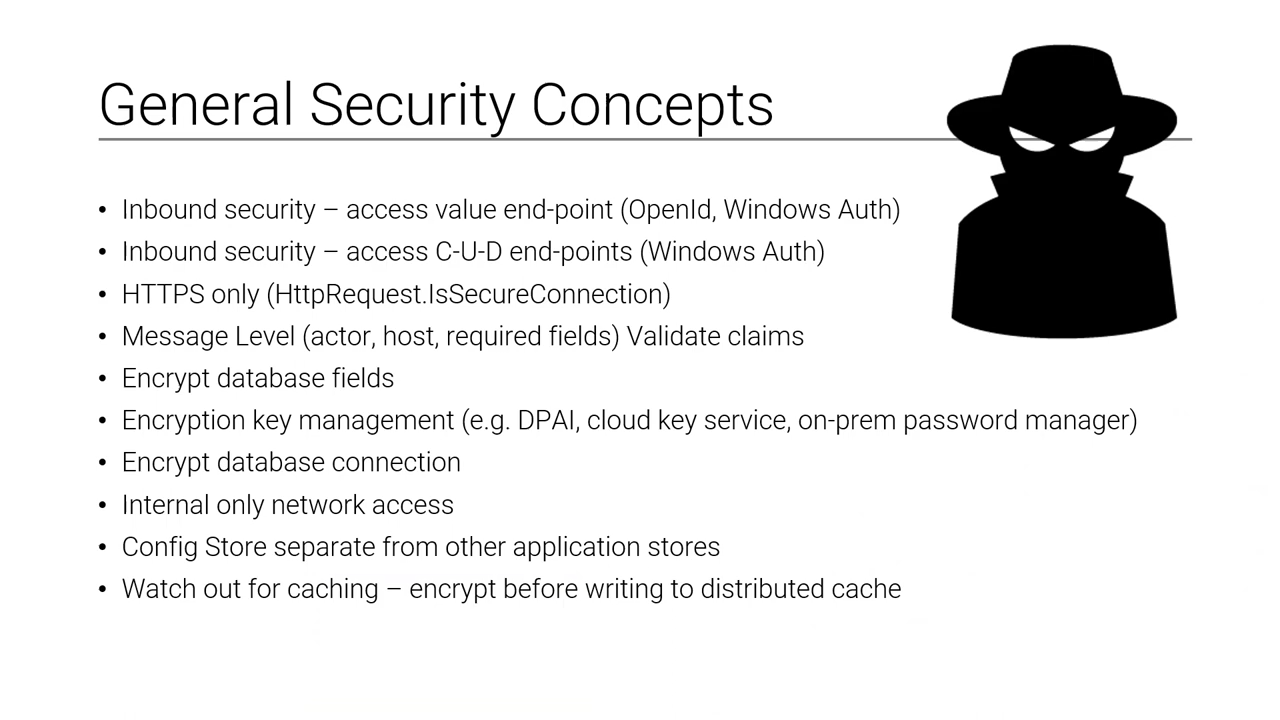 General Security Concepts
• Inbound security – access value end-point (OpenId, Windows Auth)
• Inbound security – access C-U-D end-points (Windows Auth)
• HTTPS only (HttpRequest.IsSecureConnection)
• Message Level (actor, host, required fields) Validate claims
• Encrypt database fields
• Encryption key management (e.g. DPAI, cloud key service, on-prem password manager)
• Encrypt database connection
• Internal only network access
• Config Store separate from other application stores
• Watch out for caching – encrypt before writing to distributed cache